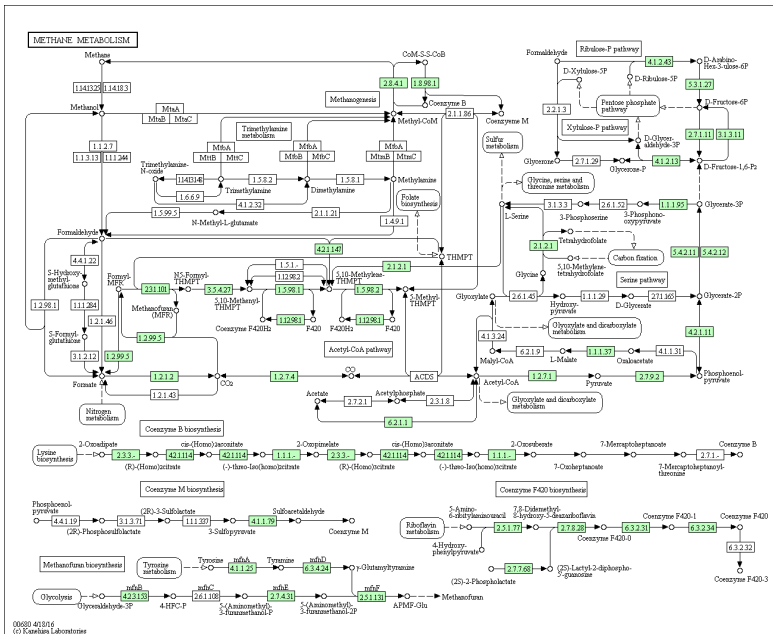 METHANE METABOLISM
Methane
CoM-S-S-CoB
Formaldehyde
Ribulose-P pathway
4.1.2.43
D-Arabino-
Hex-3-ulose-6P
D-Xylulose-5P
D-Ribulose-5P
5.3.1.27
1.14.13.25
1.14.18.3
2.8.4.1
1.8.98.1
Methanogenesis
Coenzyme B
Pentose phosphate
pathway
D-Fructose-6P
Methanol
MtaA
MtaB
MtaC
Methyl-CoM
2.1.1.86
Coenzyme M
2.2.1.3
Xylulose-P pathway
2.7.1.11
3.1.3.11
Trimethylamine
metabolism
MtbA
MttB
MttC
MtbA
MtbB
MtbC
MtbA
MtmB
MtmC
Sulfur
metabolism
D-Glycer-
aldehyde-3P
1.1.2.7
1.1.3.13
1.1.1.244
Glycerone
2.7.1.29
Glycerone-P
4.1.2.13
D-Fructose-1,6-P2
Trimethylamine-
N-oxide
1.14.13.148
Trimethylamine
1.5.8.2
Dimethylamine
1.5.8.1
Methylamine
Glycine, serine and
threonine metabolism
1.6.6.9
4.1.2.32
Folate
biosynthesis
L-Serine
3.1.3.3
3-Phosphoserine
2.6.1.52
3-Phosphono-
oxypyruvate
1.1.1.95
Glycerate-3P
1.5.99.5
N-Methyl-L-glutamate
2.1.1.21
1.4.9.1
Formaldehyde
Tetrahydrofolate
2.1.2.1
Carbon fixation
5.4.2.11
5.4.2.12
4.2.1.147
THMPT
4.4.1.22
Formyl-
MFR
N5-Formyl-
THMPT
1.5.1.-
1.12.98.2
5,10-Methylene-
THMPT
2.1.2.1
5,10-Methylene-
tetrahydrofolate
Glycine
Serine pathway
S-Hydroxy-
methyl-
glutathione
2.3.1.101
3.5.4.27
1.5.98.1
1.5.98.2
5-Methyl-THMPT
Glyoxylate
2.6.1.45
Hydroxy-
pyruvate
1.1.1.29
D-Glycerate
2.7.1.165
Glycerate-2P
1.2.98.1
1.1.1.284
Methanofuran
(MFR)
5,10-Methenyl-
THMPT
1.12.98.1
Coenzyme F420H2
F420
F420H2
1.12.98.1
F420
Glyoxylate and dicarboxylate
metabolism
1.2.1.46
4.1.3.24
4.2.1.11
S-Formyl-
glutathione
1.2.99.5
Acetyl-CoA pathway
Malyl-CoA
6.2.1.9
L-Malate
1.1.1.37
Oxaloacetate
4.1.1.31
3.1.2.12
1.2.99.5
Formate
1.2.1.2
CO2
1.2.7.4
CO
ACDS
Acetyl-CoA
1.2.7.1
Pyruvate
2.7.9.2
Phosphoenol-
pyruvate
1.2.1.43
Acetate
2.7.2.1
Acetylphosphate
2.3.1.8
Nitrogen
metabolism
6.2.1.1
Glyoxylate and dicarboxylate
metabolism
Coenzyme B biosynthesis
Lysine
biosynthesis
2-Oxoadipate
2.3.3.-
(R)-(Homo)2citrate
4.2.1.114
cis-(Homo)2aconitate
4.2.1.114
(-)-threo-Iso(homo)2citrate
1.1.1.-
2-Oxopimelate
2.3.3.-
(R)-(Homo)3citrate
4.2.1.114
cis-(Homo)3aconitate
4.2.1.114
(-)-threo-Iso(homo)3citrate
1.1.1.-
2-Oxosuberate
7-Oxoheptanoate
7-Mercaptoheptanoate
7-Mercaptoheptanoyl-
threonine
2.7.1.-
Coenzyme B
Coenzyme M biosynthesis
Phosphoenol-
pyruvate
4.4.1.19
(2R)-Phosphosulfolactate
3.1.3.71
(2R)-3-Sulfolactate
1.1.1.337
3-Sulfopyruvate
4.1.1.79
Sulfoacetaldehyde
Coenzyme M
Coenzyme F420 biosynthesis
Riboflavin
metabolism
5-Amino-
6-ribitylaminouracil
4-Hydroxy-
phenylpyruvate
2.5.1.77
7,8-Didemethyl-
8-hydroxy-5-deazariboflavin
2.7.8.28
Coenzyme F420-0
6.3.2.31
Coenzyme F420-1
6.3.2.34
Coenzyme F420
6.3.2.32
Coenzyme F420-3
(2S)-2-Phospholactate
2.7.7.68
(2S)-Lactyl-2-diphospho-
5'-guanosine
Methanofuran biosynthesis
Tyrosine
metabolism
Tyrosine
mfnA
4.1.1.25
Tyramine
mfnD
6.3.4.24
γ-Glutamyltyramine
Glycolysis
Glyceraldehyde-3P
mfnB
4.2.3.153
4-HFC-P
mfnC
2.6.1.108
5-(Aminomethyl)-
3-furanmethanol-P
mfnE
2.7.4.31
5-(Aminomethyl)-
3-furanmethanol-2P
mfnF
2.5.1.131
APMF-Glu
Methanofuran
00680 4/18/16
(c) Kanehisa Laboratories